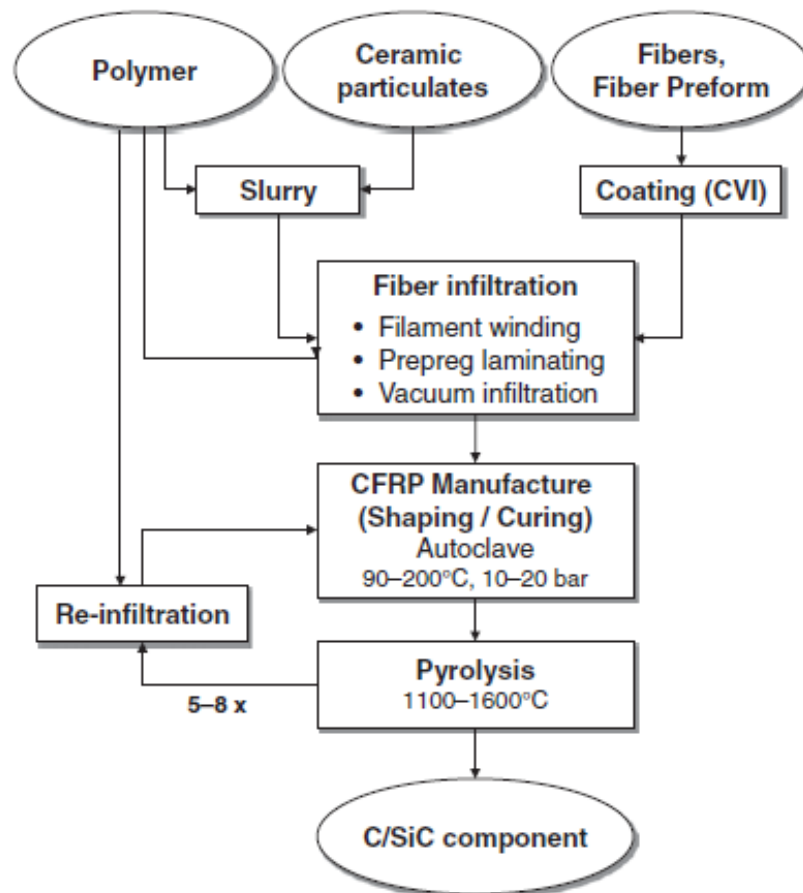 Polymer
Ceramic
particulates
Fibers,
Fiber Preform
Slurry
Coating (CVI)
Fiber infiltration
• Filament winding
• Prepreg laminating
• Vacuum infiltration
CFRP Manufacture
(Shaping / Curing)
Autoclave
90–200°C, 10–20 bar
Re-infiltration
Pyrolysis
1100–1600°C
5–8 x
C/SiC component